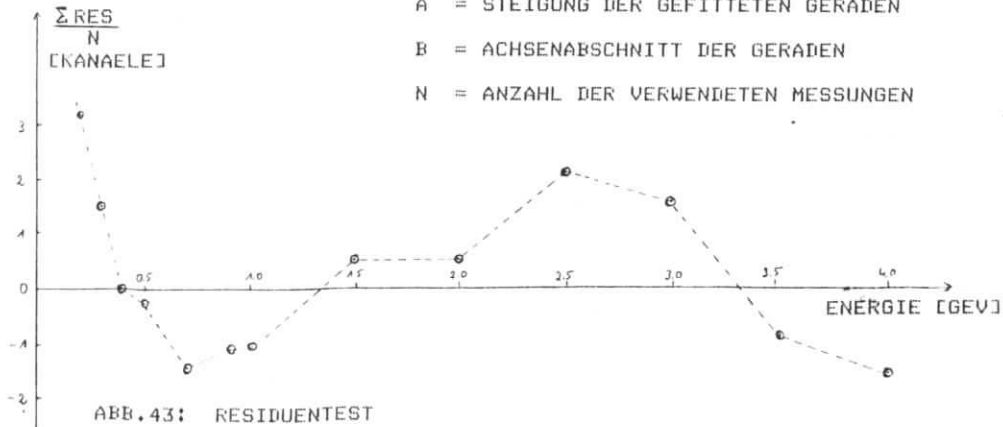 A = STEIGUNG DER GEFITTETEN GERADEN
Σ RES
N
[KANAELE]
B = ACHSENABSCHNITT DER GERADEN
N = ANZAHL DER VERWENDETEN MESSUNGEN
3
2
1
0
-1
-2
0.5 1.0 1.5 2.0 2.5 3.0 3.5 4.0
ENERGIE [GEV]
ABB.43: RESIDUENTEST